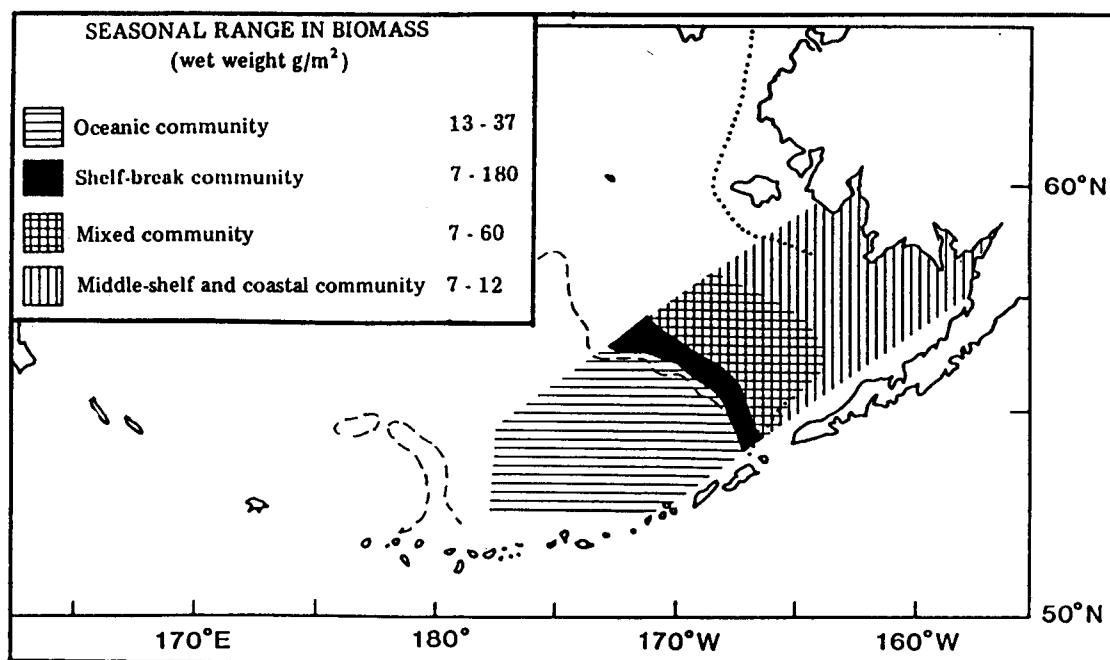 SEASONAL RANGE IN BIOMASS
(wet weight g/m²)
Oceanic community 13 - 37
Shelf-break community 7 - 180
Mixed community 7 - 60
Middle-shelf and coastal community 7 - 12
60°N
50°N
170°E 180° 170°W 160°W